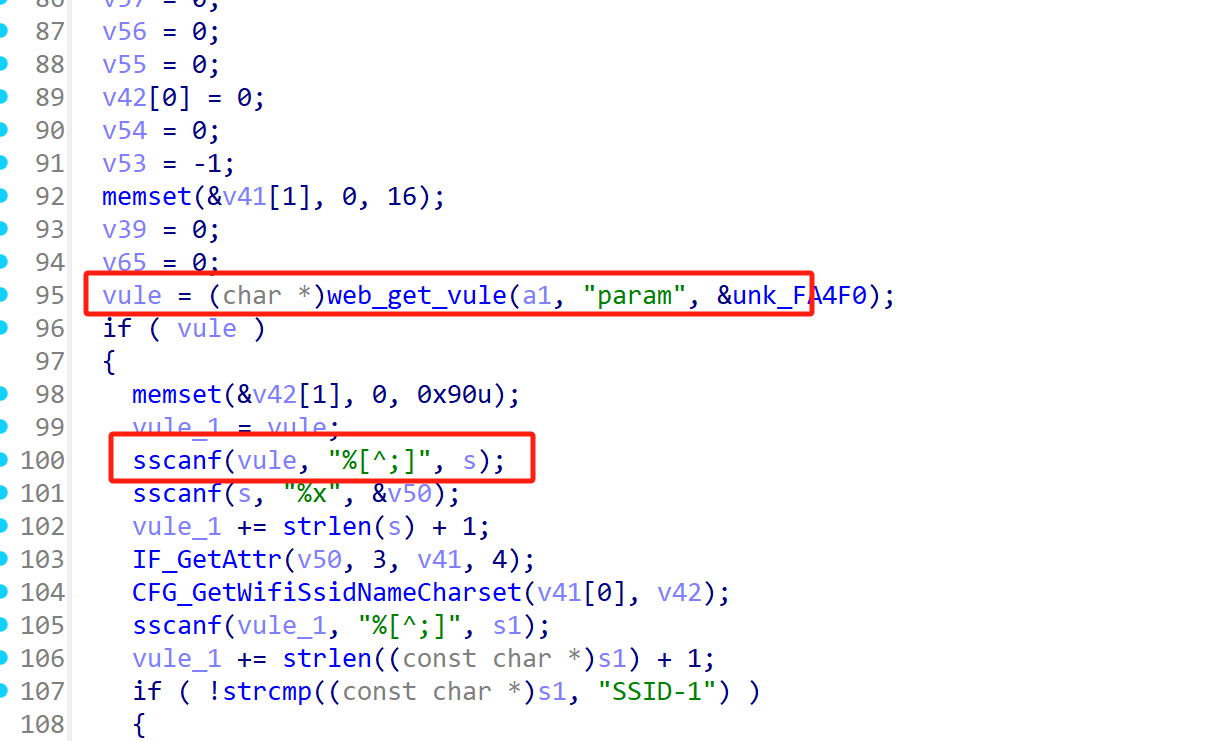 86 v57 = 0;
87 v56 = 0;
88 v55 = 0;
89 v42[0] = 0;
90 v54 = 0;
91 v53 = -1;
92 memset(&v41[1], 0, 16);
93 v39 = 0;
94 v65 = 0;
95 vule = (char *)web_get_vule(a1, "param", &unk_FA4F0);
96 if ( vule )
97 {
98 memset(&v42[1], 0, 0x90u);
99 vule_1 = vule;
100 sscanf(vule, "%[^;]", s);
101 sscanf(s, "%x", &v50);
102 vule_1 += strlen(s) + 1;
103 IF_GetAttr(v50, 3, v41, 4);
104 CFG_GetWifiSsidNameCharset(v41[0], v42);
105 sscanf(vule_1, "%[^;]", s1);
106 vule_1 += strlen((const char *)s1) + 1;
107 if ( !strcmp((const char *)s1, "SSID-1") )
108 {